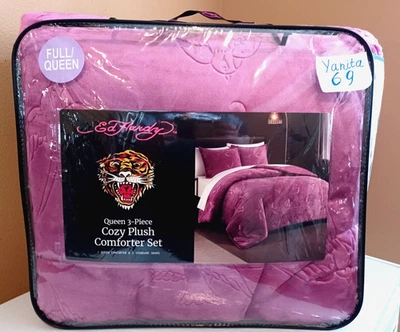 FULL/
QUEEN
Yanita
69
Ed Hardy
Queen 3-Piece
Cozy Plush
Comforter Set